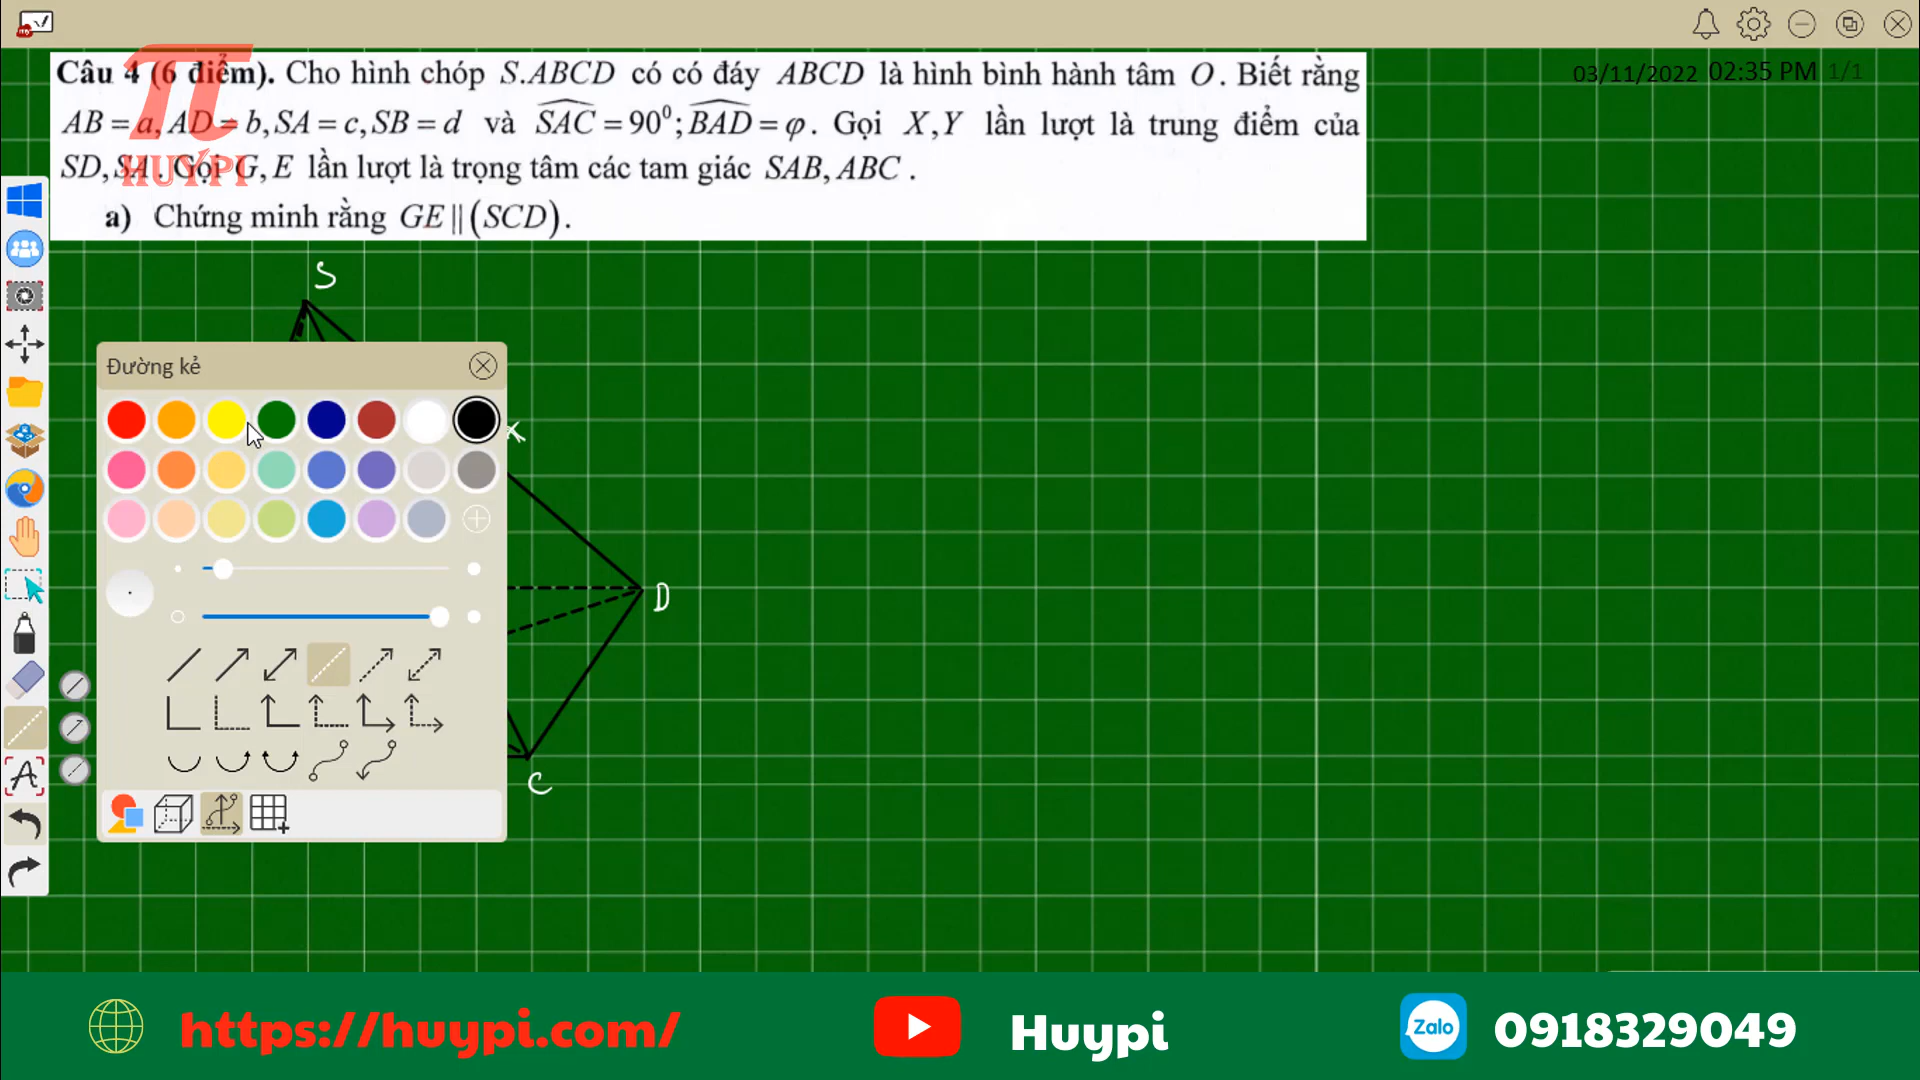 03/11/2022 02:35 PM 1/1
Câu 4 (6 điểm). Cho hình chóp S.ABCD có có đáy ABCD là hình bình hành tâm O. Biết rằng
AB = a, AD = b, SA = c, SB = d và SAC = 90⁰; BAD = φ. Gọi X,Y lần lượt là trung điểm của
SD, SA. Gọi G, E lần lượt là trọng tâm các tam giác SAB, ABC.
a) Chứng minh rằng GE || (SCD).
HUYPI
S
Đường kẻ
X
D
C
https://huypi.com/
Huypi
Zalo
0918329049